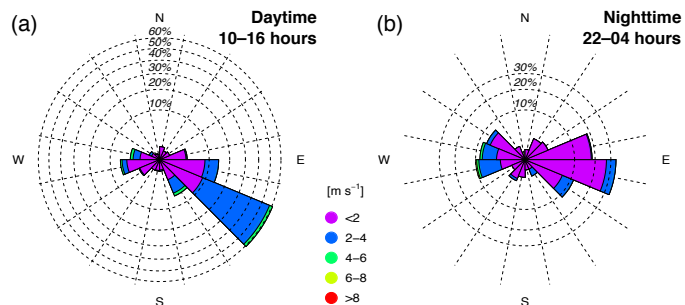 (a)
Daytime
10–16 hours
N
60%
50%
40%
30%
20%
10%
W
E
S
(b)
Nighttime
22–04 hours
N
30%
20%
10%
W
E
S
[m s⁻¹]
<2
2–4
4–6
6–8
>8